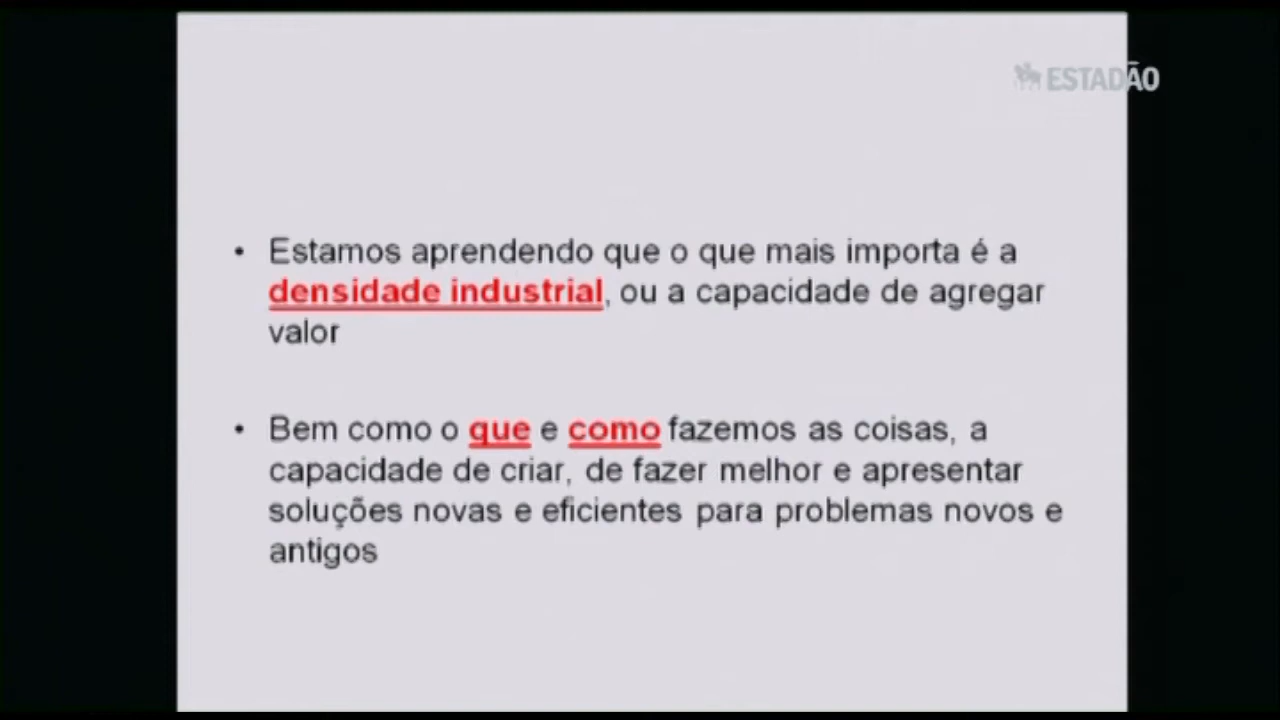 ESTADÃO
• Estamos aprendendo que o que mais importa é a
densidade industrial, ou a capacidade de agregar
valor
• Bem como o que e como fazemos as coisas, a
capacidade de criar, de fazer melhor e apresentar
soluções novas e eficientes para problemas novos e
antigos